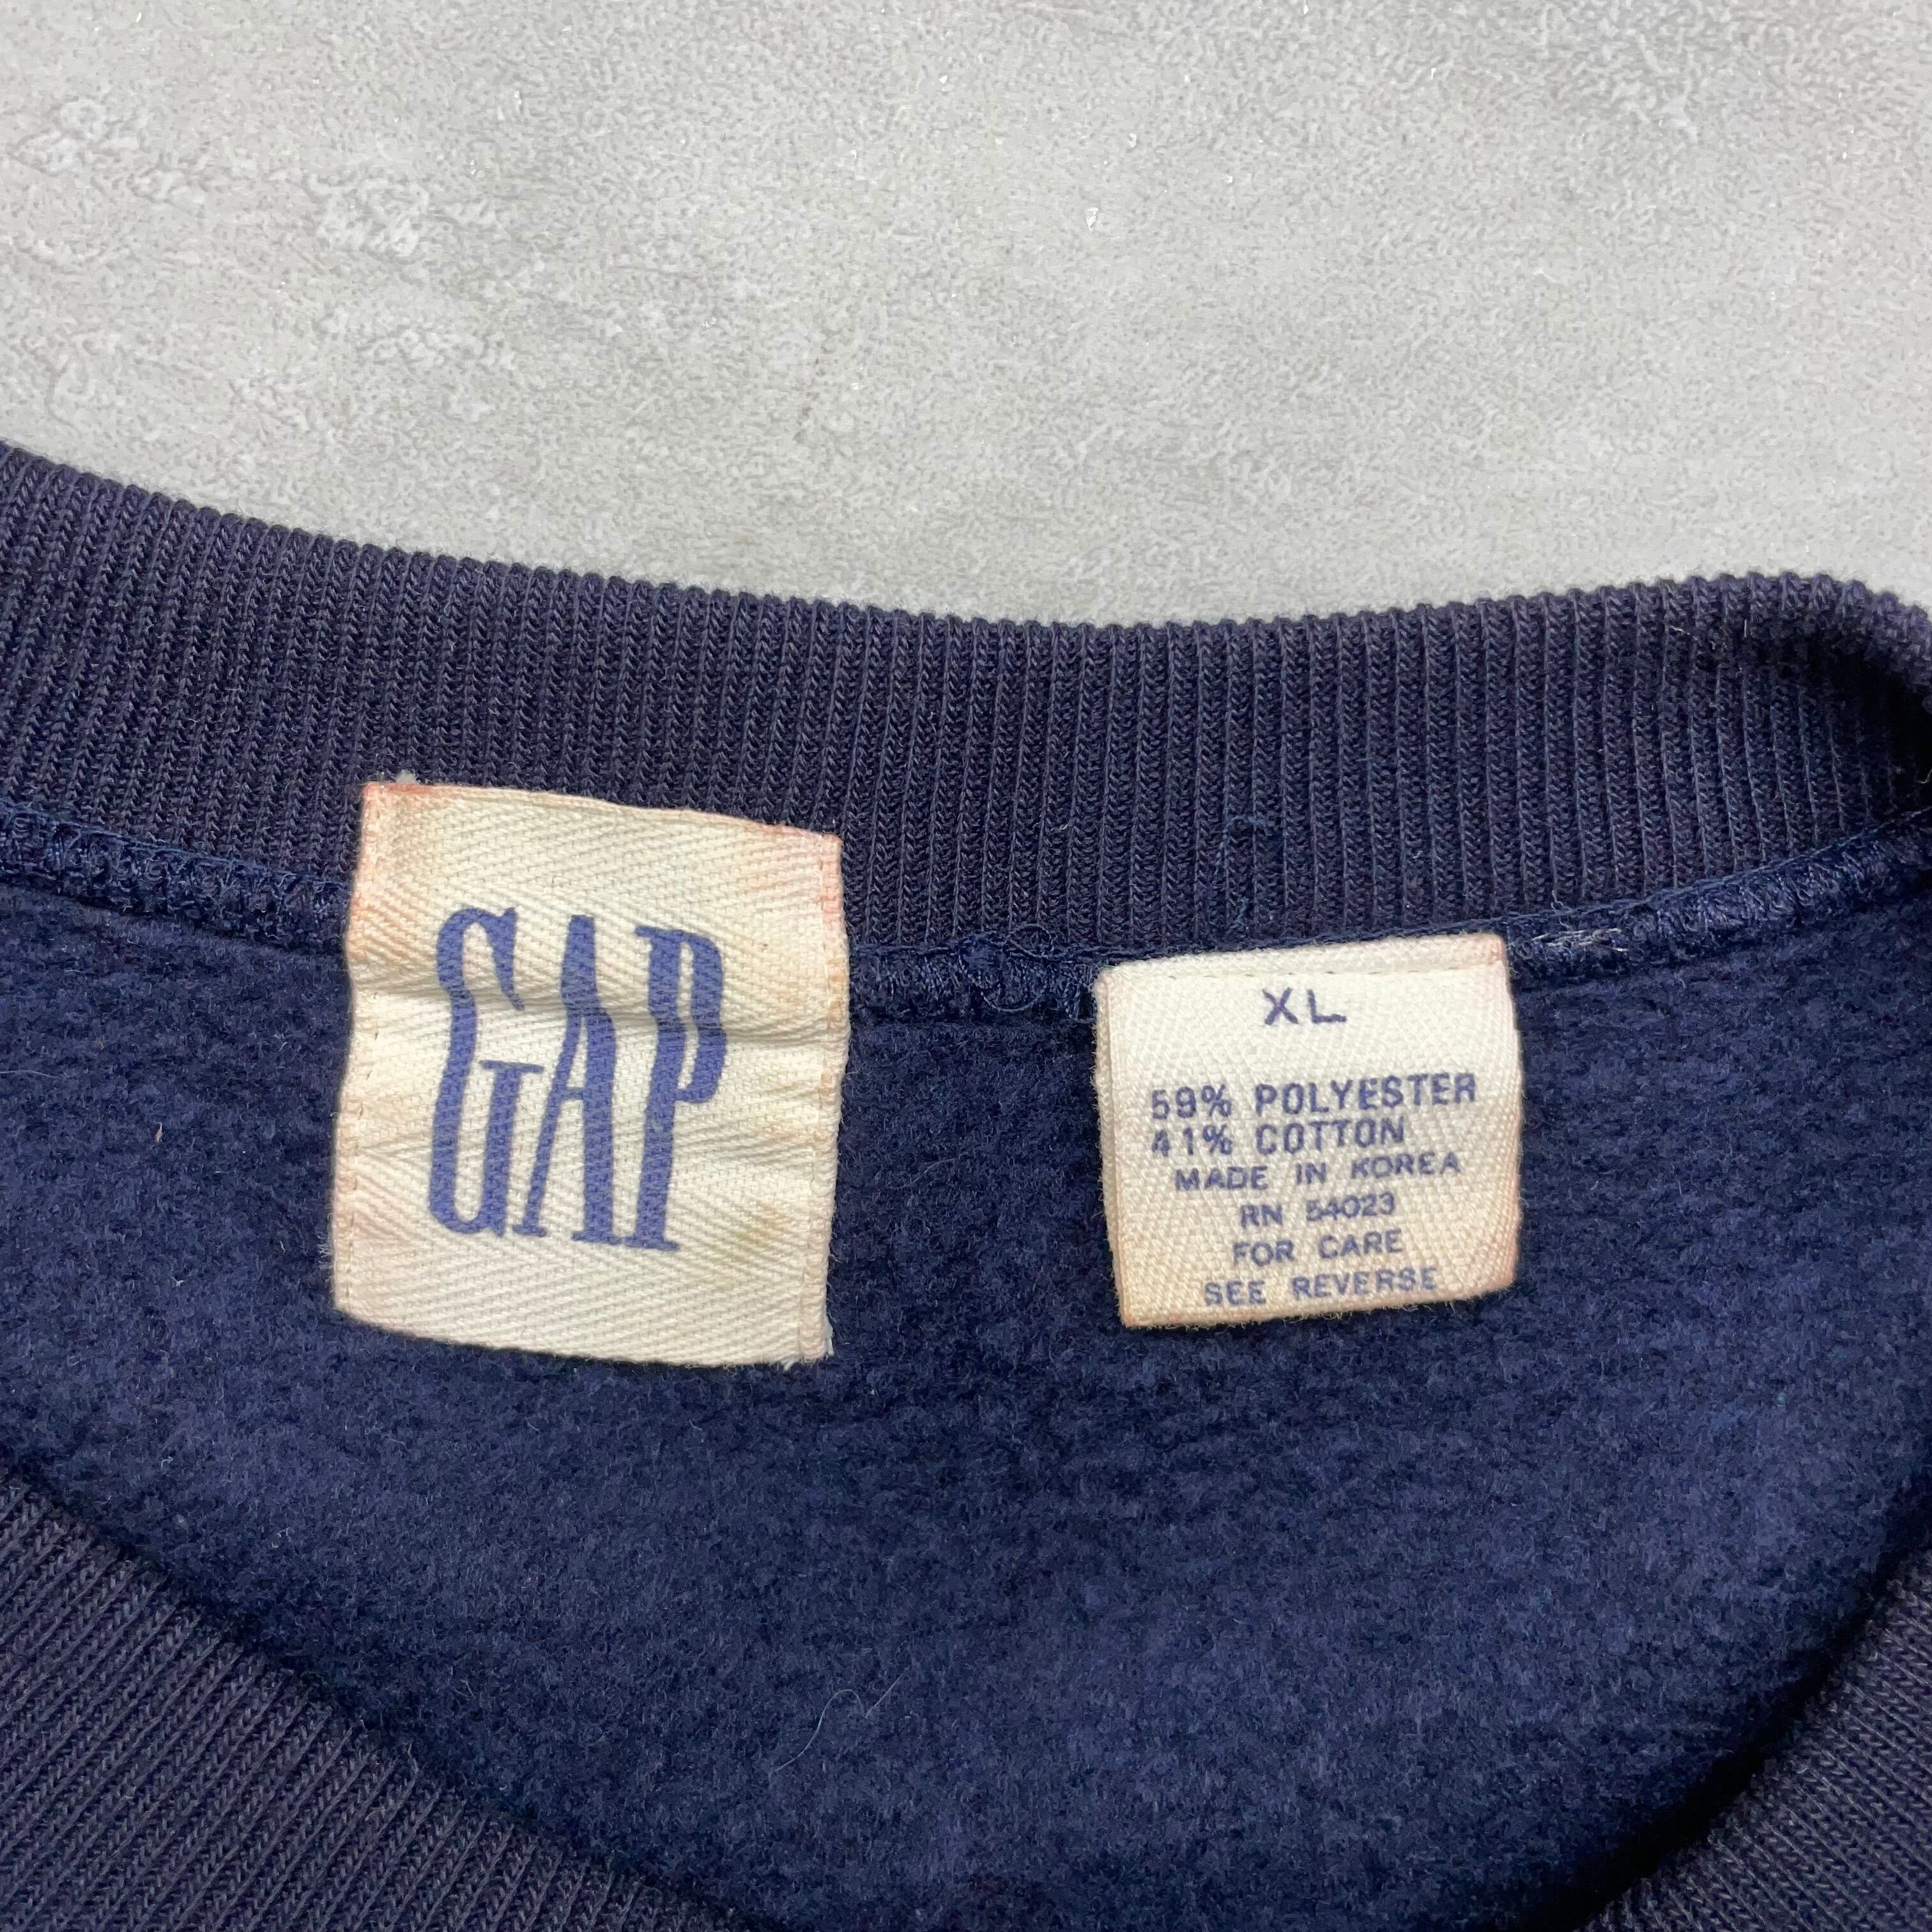 GAP
XL
59% POLYESTER
41% COTTON
MADE IN KOREA
RN 54023
FOR CARE
SEE REVERSE